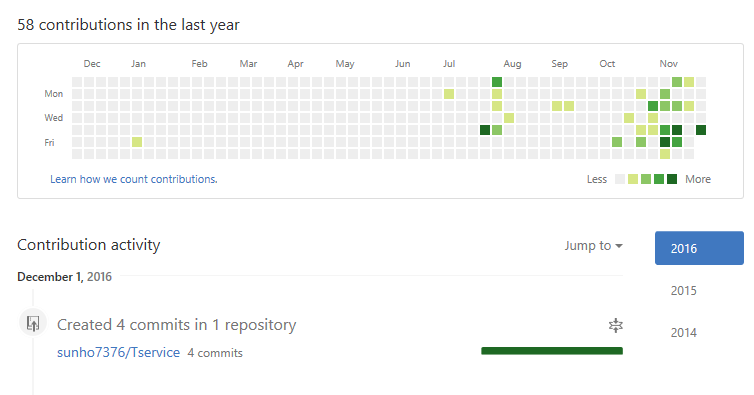 58 contributions in the last year
Dec Jan Feb Mar Apr May Jun Jul Aug Sep Oct Nov
Mon
Wed
Fri
Learn how we count contributions. Less More
Contribution activity Jump to 2016
December 1, 2016
2015
Created 4 commits in 1 repository
2014
sunho7376/Tservice 4 commits